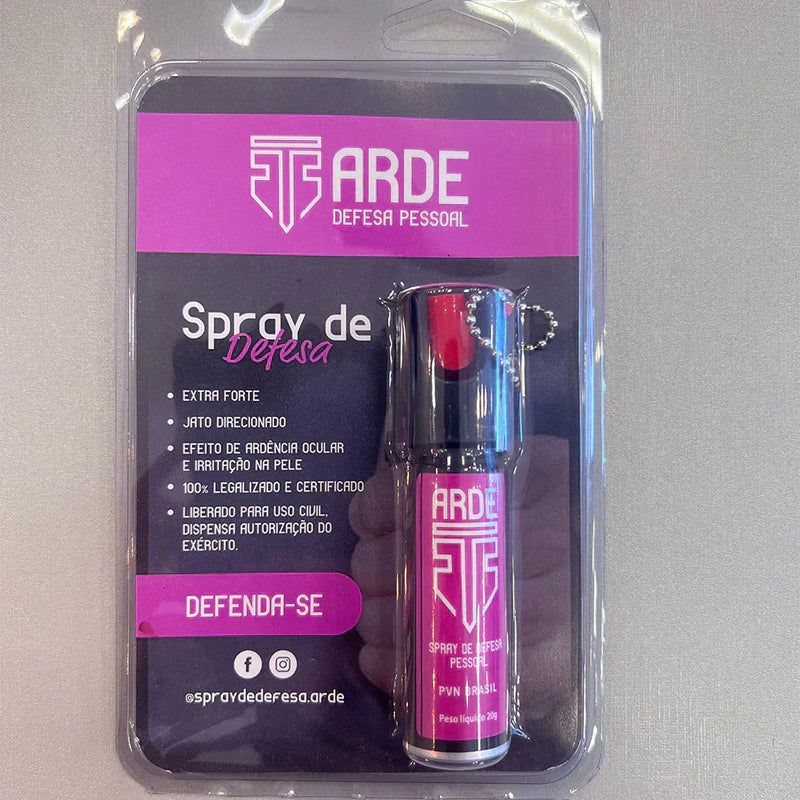 ARDE
DEFESA PESSOAL
Spray de
Defesa
• EXTRA FORTE
• JATO DIRECIONADO
• EFEITO DE ARDÊNCIA OCULAR
E IRRITAÇÃO NA PELE
• 100% LEGALIZADO E CERTIFICADO
• LIBERADO PARA USO CIVIL,
DISPENSA AUTORIZAÇÃO DO
EXÉRCITO.
DEFENDA-SE
@spraydedefesa.arde
ARDE
SPRAY DE DEFESA
PESSOAL
PVN BRASIL
Peso líquido 20g